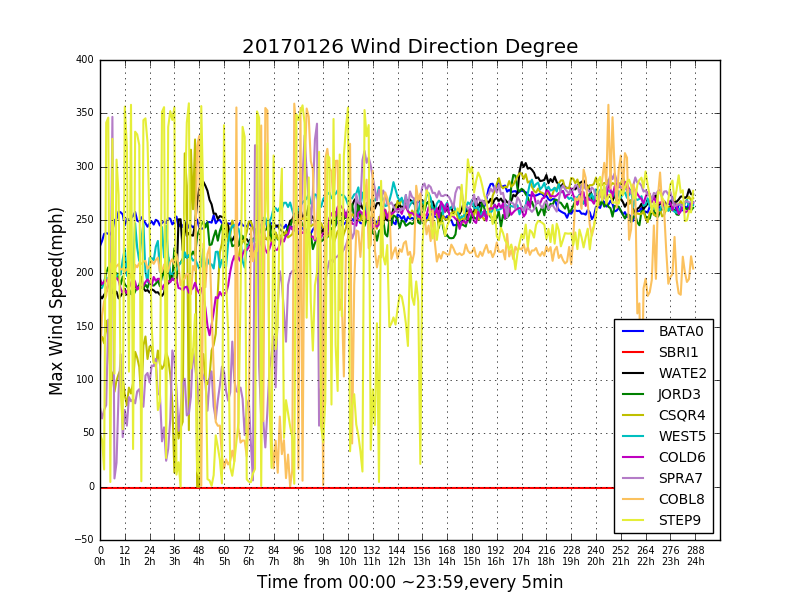 20170126 Wind Direction Degree
Max Wind Speed(mph)
400
350
300
250
200
150
100
50
0
−50
BATA0
SBRI1
WATE2
JORD3
CSQR4
WEST5
COLD6
SPRA7
COBL8
STEP9
0 12 24 36 48 60 72 84 96 108 120 132 144 156 168 180 192 204 216 228 240 252 264 276 288
0h 1h 2h 3h 4h 5h 6h 7h 8h 9h 10h 11h 12h 13h 14h 15h 16h 17h 18h 19h 20h 21h 22h 23h 24h
Time from 00:00 ~23:59,every 5min